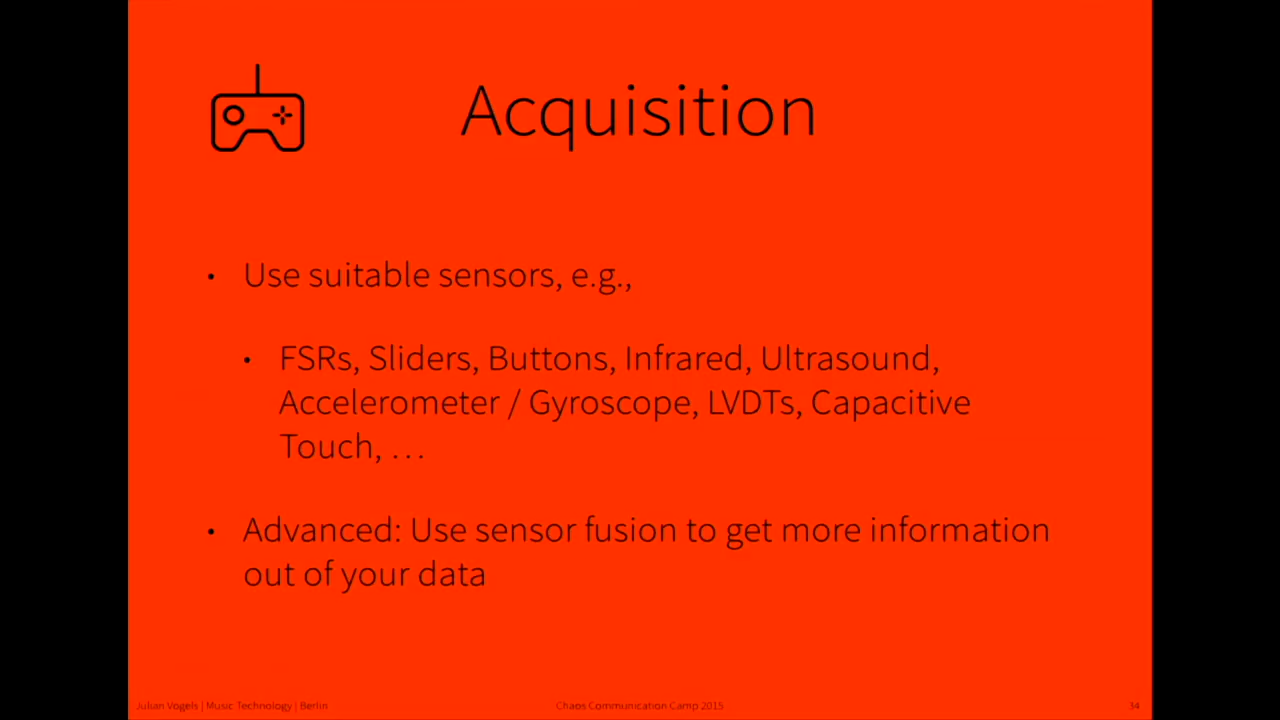 Acquisition
• Use suitable sensors, e.g.,
• FSRs, Sliders, Buttons, Infrared, Ultrasound,
Accelerometer / Gyroscope, LVDTs, Capacitive
Touch, …
• Advanced: Use sensor fusion to get more information
out of your data
Julian Vogels | Music Technology | Berlin
Chaos Communication Camp 2015
34